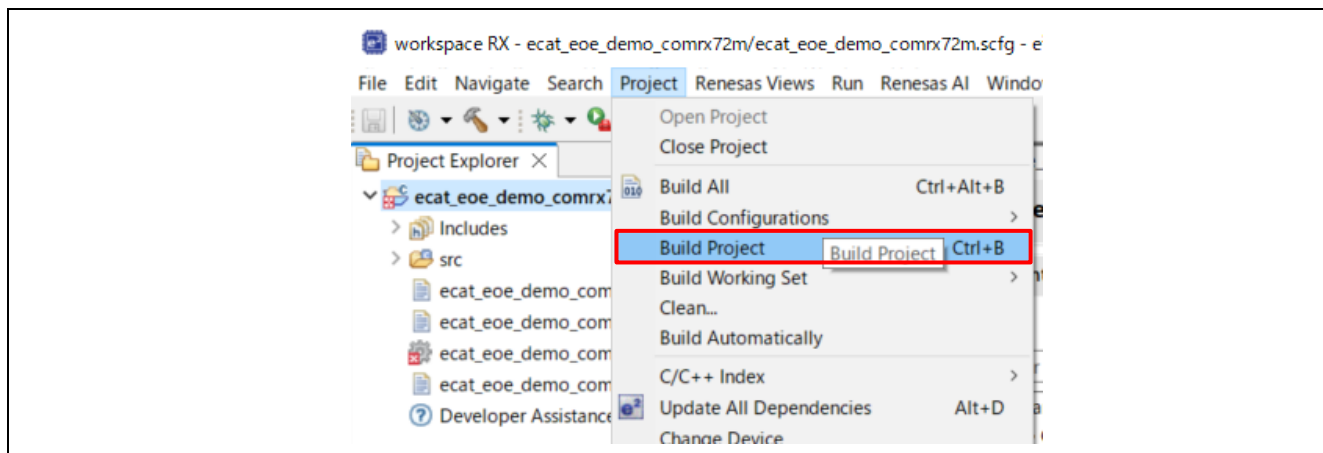 workspace RX - ecat_eoe_demo_comrx72m/ecat_eoe_demo_comrx72m.scfg - e
File Edit Navigate Search Project Renesas Views Run Renesas AI Windo
Open Project
Close Project
Project Explorer
Build All Ctrl+Alt+B
ecat_eoe_demo_comrx7
Build Configurations
Includes
Build Project Build Project Ctrl+B
src
Build Working Set
ecat_eoe_demo_com
Clean...
ecat_eoe_demo_com
Build Automatically
ecat_eoe_demo_com
C/C++ Index
ecat_eoe_demo_com
Update All Dependencies Alt+D
Developer Assistance
Change Device